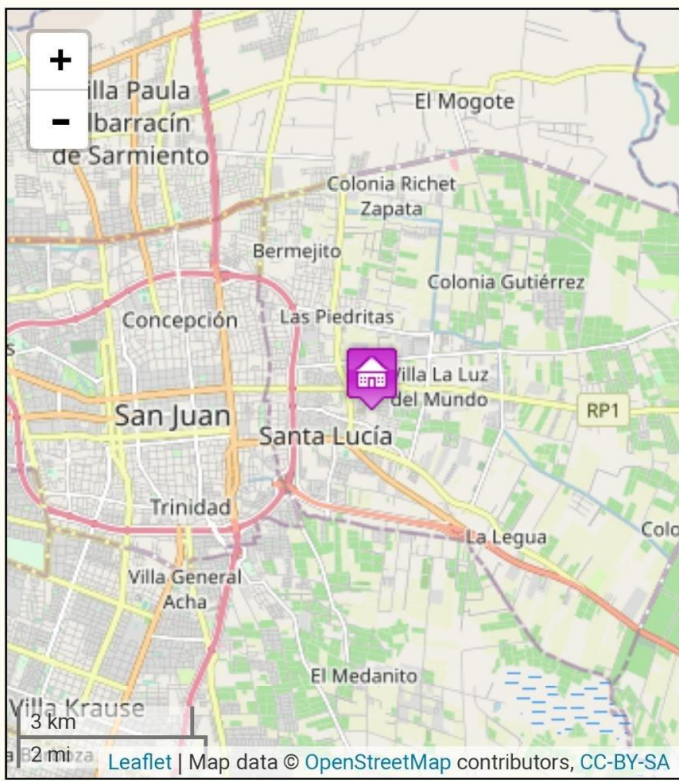 +
-
illa Paula
lbarracín
de Sarmiento
El Mogote
Colonia Richet
Zapata
Bermejito
Colonia Gutiérrez
Concepción
Las Piedritas
s
Villa La Luz
del Mundo
San Juan
RP1
Santa Lucía
Trinidad
La Legua
Colo
Villa General
Acha
El Medanito
Villa Krause
3 km
2 mi
Leaflet | Map data © OpenStreetMap contributors, CC-BY-SA